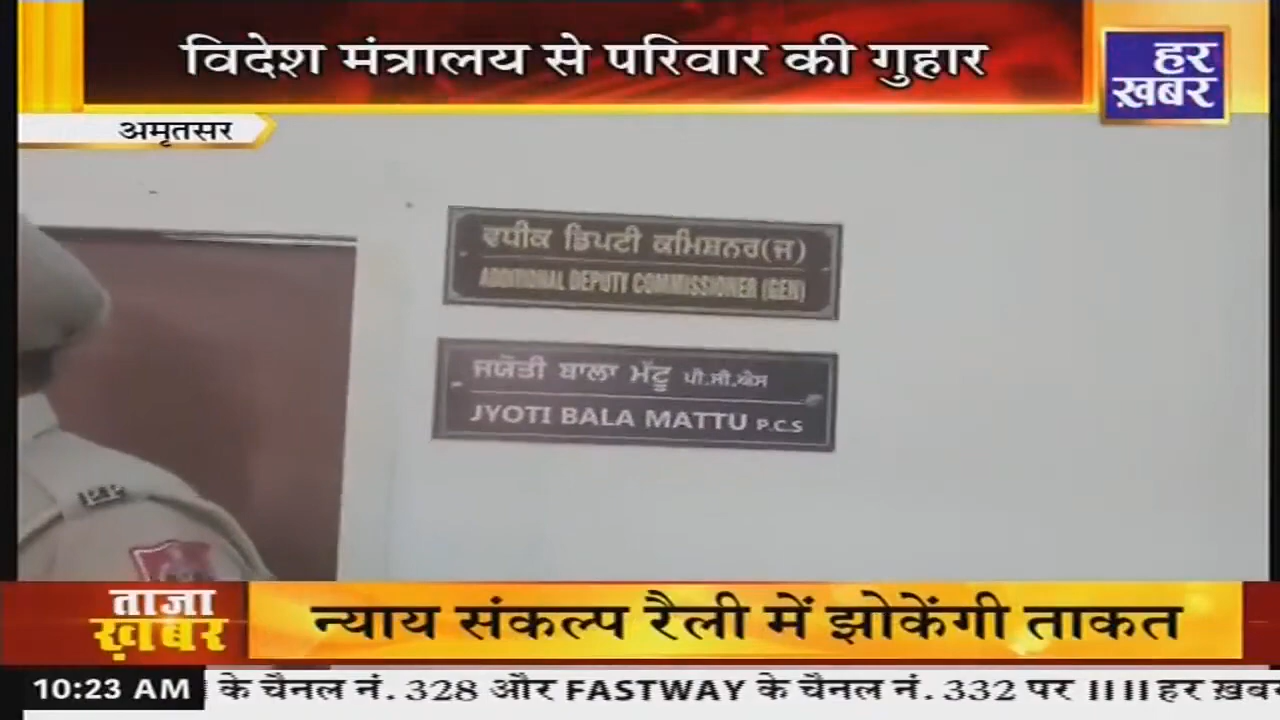 विदेश मंत्रालय से परिवार की गुहार
हर
ख़बर
अमृतसर
ਵਧੀਕ ਡਿਪਟੀ ਕਮਿਸ਼ਨਰ(ਜ)
ADDITIONAL DEPUTY COMMISSIONER (GEN)
ਜਯੋਤੀ ਬਾਲਾ ਮੱਟੂ ਪੀ.ਸੀ.ਐਸ
JYOTI BALA MATTU P.C.S
ताजा
ख़बर
न्याय संकल्प रैली में झोकेंगी ताकत
10:23 AM
के चैनल नं. 328 और FASTWAY के चैनल नं. 332 पर ।।।। हर ख़बर